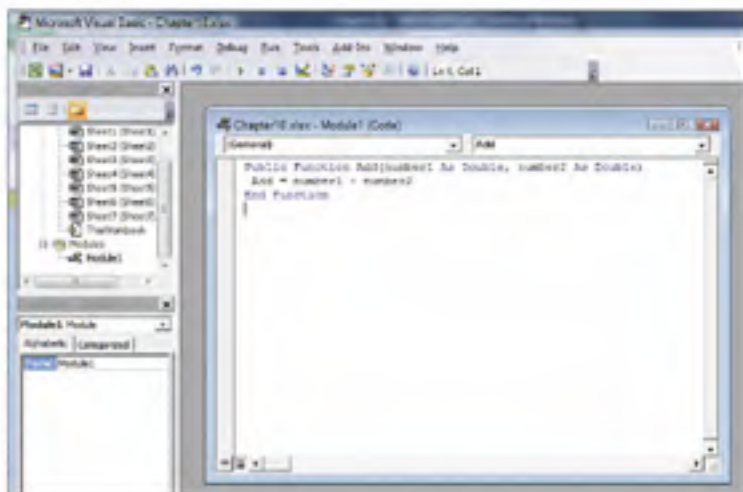 Microsoft Visual Basic - Chapter10.xlsx
File Edit View Insert Format Debug Run Tools Add-Ins Window Help
Ln 4, Col 1
Sheet1 (Sheet1)
Sheet2 (Sheet2)
Sheet3 (Sheet3)
Sheet4 (Sheet4)
Sheet5 (Sheet5)
Sheet6 (Sheet6)
Sheet7 (Sheet7)
ThisWorkbook
Modules
Module1
Module1 Module
Alphabetic Categorized
(Name) Module1
Chapter10.xlsx - Module1 (Code)
(General)
Add
Public Function Add(number1 As Double, number2 As Double)
Add = number1 + number2
End Function